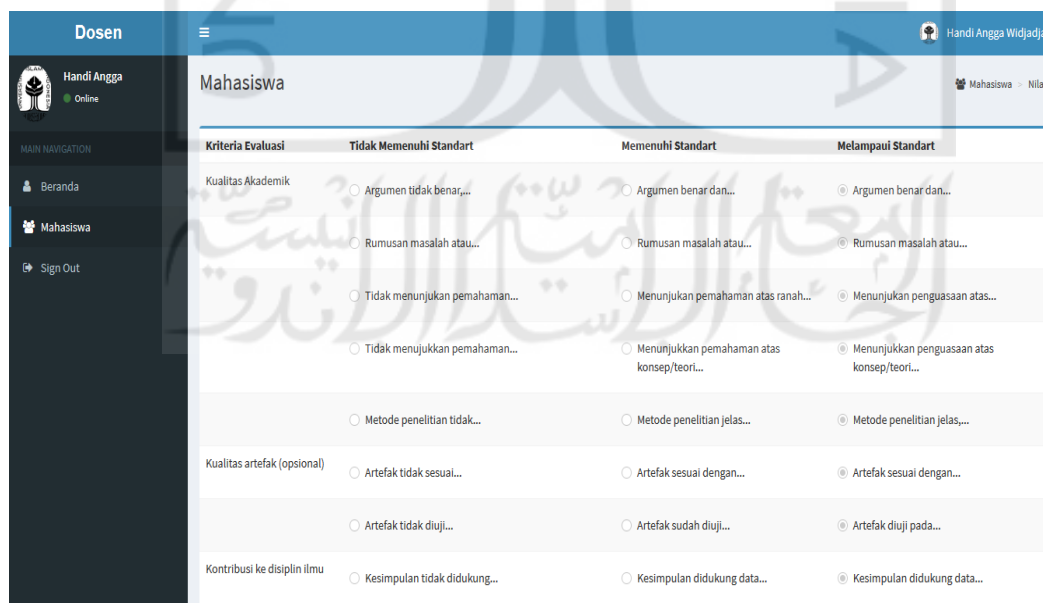 Dosen
Handi Angga Widjadja
Handi Angga
Online
Mahasiswa
Mahasiswa > Nila
MAIN NAVIGATION
Beranda
Mahasiswa
Sign Out
Kriteria Evaluasi Tidak Memenuhi Standart Memenuhi Standart Melampaui Standart
Kualitas Akademik Argumen tidak benar,... Argumen benar dan... Argumen benar dan...
Rumusan masalah atau... Rumusan masalah atau... Rumusan masalah atau...
Tidak menunjukan pemahaman... Menunjukan pemahaman atas ranah... Menunjukan penguasaan atas...
Tidak menujukkan pemahaman... Menunjukkan pemahaman atas Menunjukkan penguasaan atas
konsep/teori... konsep/teori...
Metode penelitian tidak... Metode penelitian jelas... Metode penelitian jelas,...
Kualitas artefak (opsional) Artefak tidak sesuai... Artefak sesuai dengan... Artefak sesuai dengan...
Artefak tidak diuji... Artefak sudah diuji... Artefak diuji pada...
Kontribusi ke disiplin ilmu Kesimpulan tidak didukung... Kesimpulan didukung data... Kesimpulan didukung data...